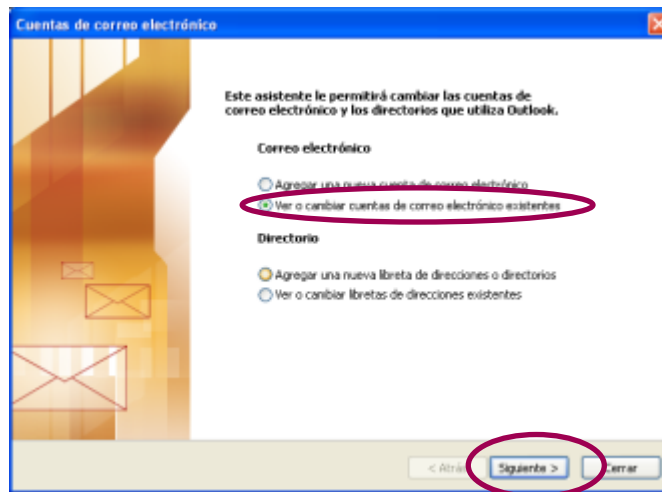 Cuentas de correo electrónico
Este asistente le permitirá cambiar las cuentas de
correo electrónico y los directorios que utiliza Outlook.
Correo electrónico
Agregar una nueva cuenta de correo electrónico
Ver o cambiar cuentas de correo electrónico existentes
Directorio
Agregar una nueva libreta de direcciones o directorios
Ver o cambiar libretas de direcciones existentes
< Atrás Siguiente > Cerrar